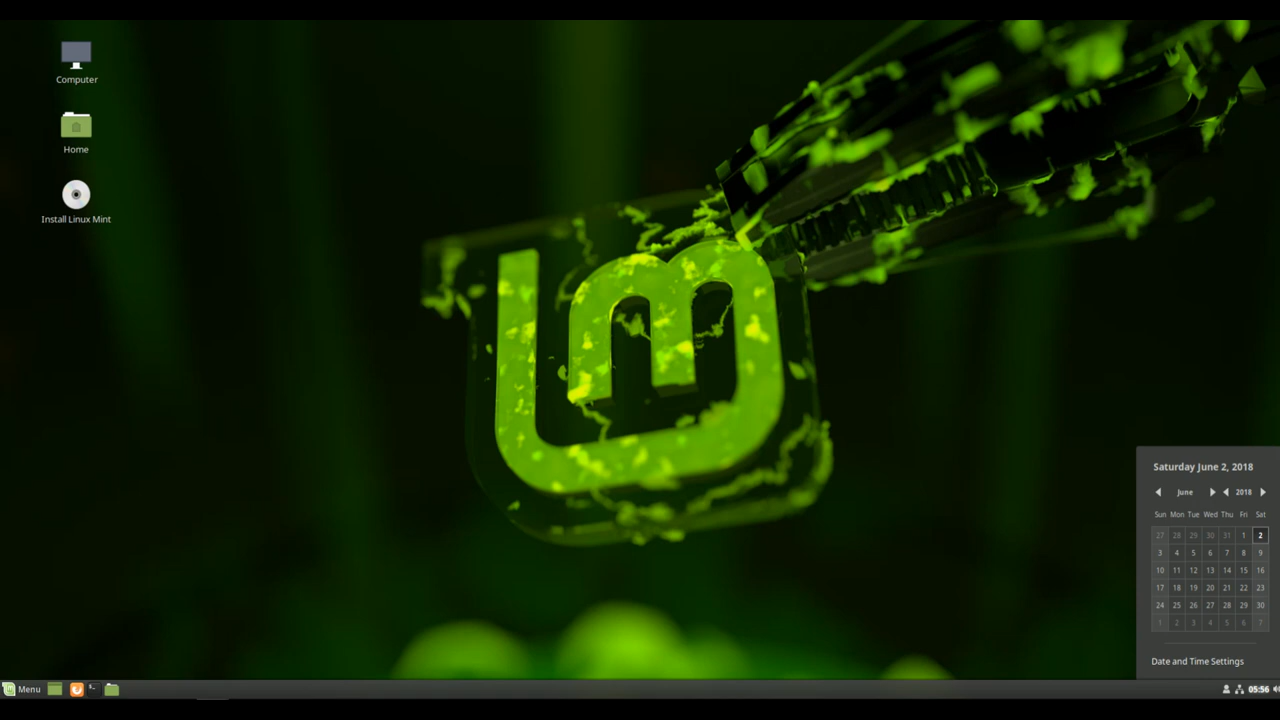 Computer
Home
Install Linux Mint
Saturday June 2, 2018
June 2018
Sun Mon Tue Wed Thu Fri Sat
27 28 29 30 31 1 2
3 4 5 6 7 8 9
10 11 12 13 14 15 16
17 18 19 20 21 22 23
24 25 26 27 28 29 30
1 2 3 4 5 6 7
Date and Time Settings
Menu
05:56